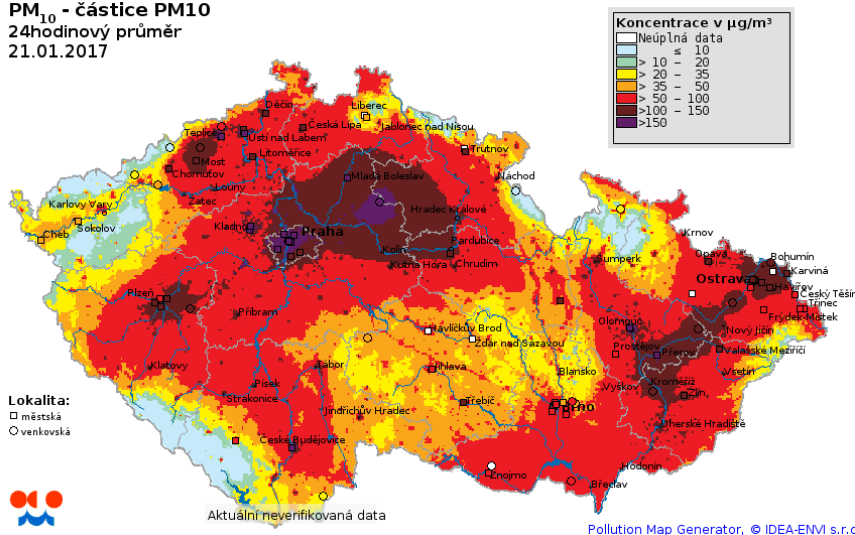 PM10 - částice PM10
24hodinový průměr
21.01.2017
Koncentrace v µg/m³
Neúplná data
≤ 10
> 10 - 20
> 20 - 35
> 35 - 50
> 50 - 100
>100 - 150
>150
Děčín
Liberec
Teplice
Ústí nad Labem
Česká Lípa
Jablonec nad Nisou
Trutnov
Most
Litoměřice
Chomutov
Mladá Boleslav
Náchod
Louny
Karlovy Vary
Žatec
Hradec Králové
Sokolov
Kladno
Praha
Krnov
Cheb
Pardubice
Kolín
Šumperk
Opava
Bohumín
Kutná Hora
Chrudim
Karviná
Ostrava
Havířov
Český Těšín
Plzeň
Třinec
Příbram
Frýdek-Místek
Olomouc
Havlíčkův Brod
Nový Jičín
Žďár nad Sázavou
Prostějov
Přerov
Valašské Meziříčí
Klatovy
Tábor
Jihlava
Blansko
Vsetín
Písek
Vyškov
Kroměříž
Zlín
Strakonice
Třebíč
Brno
Jindřichův Hradec
Uherské Hradiště
České Budějovice
Hodonín
Znojmo
Břeclav
Lokalita:
městská
venkovská
Aktuální neverifikovaná data
Pollution Map Generator, © IDEA-ENVI s.r.o